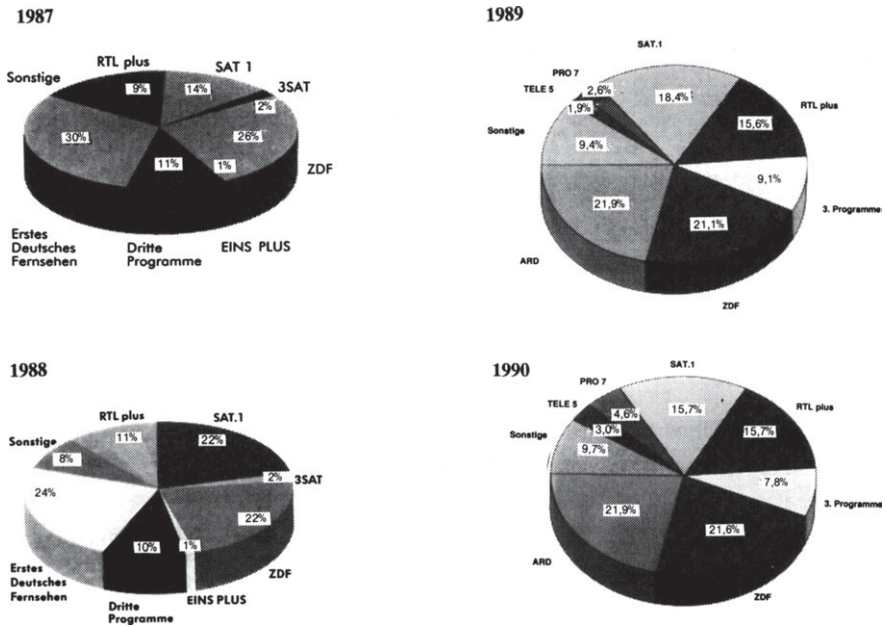 1987
RTL plus
SAT 1
Sonstige
3SAT
9%
14%
2%
30%
26%
11%
1%
ZDF
Erstes
Deutsches
Fernsehen
Dritte
Programme
EINS PLUS
1989
SAT.1
PRO 7
TELE 5
2,6%
18,4%
RTL plus
1,9%
15,6%
Sonstige
9,4%
9,1%
21,9%
21,1%
3. Programme
ARD
ZDF
1988
RTL plus
SAT.1
11%
22%
Sonstige
8%
2%
3SAT
24%
22%
10%
1%
ZDF
Erstes
Deutsches
Fernsehen
EINS PLUS
Dritte
Programme
1990
SAT.1
PRO 7
TELE 5
4,6%
15,7%
RTL plus
3,0%
15,7%
Sonstige
9,7%
7,8%
21,9%
21,6%
3. Programme
ARD
ZDF